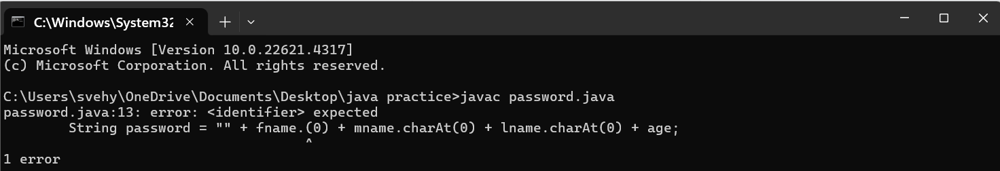 C:\Windows\System32
Microsoft Windows [Version 10.0.22621.4317]
(c) Microsoft Corporation. All rights reserved.
C:\Users\svehy\OneDrive\Documents\Desktop\java practice>javac password.java
password.java:13: error: <identifier> expected
        String password = "" + fname.(0) + mname.charAt(0) + lname.charAt(0) + age;
                                     ^
1 error